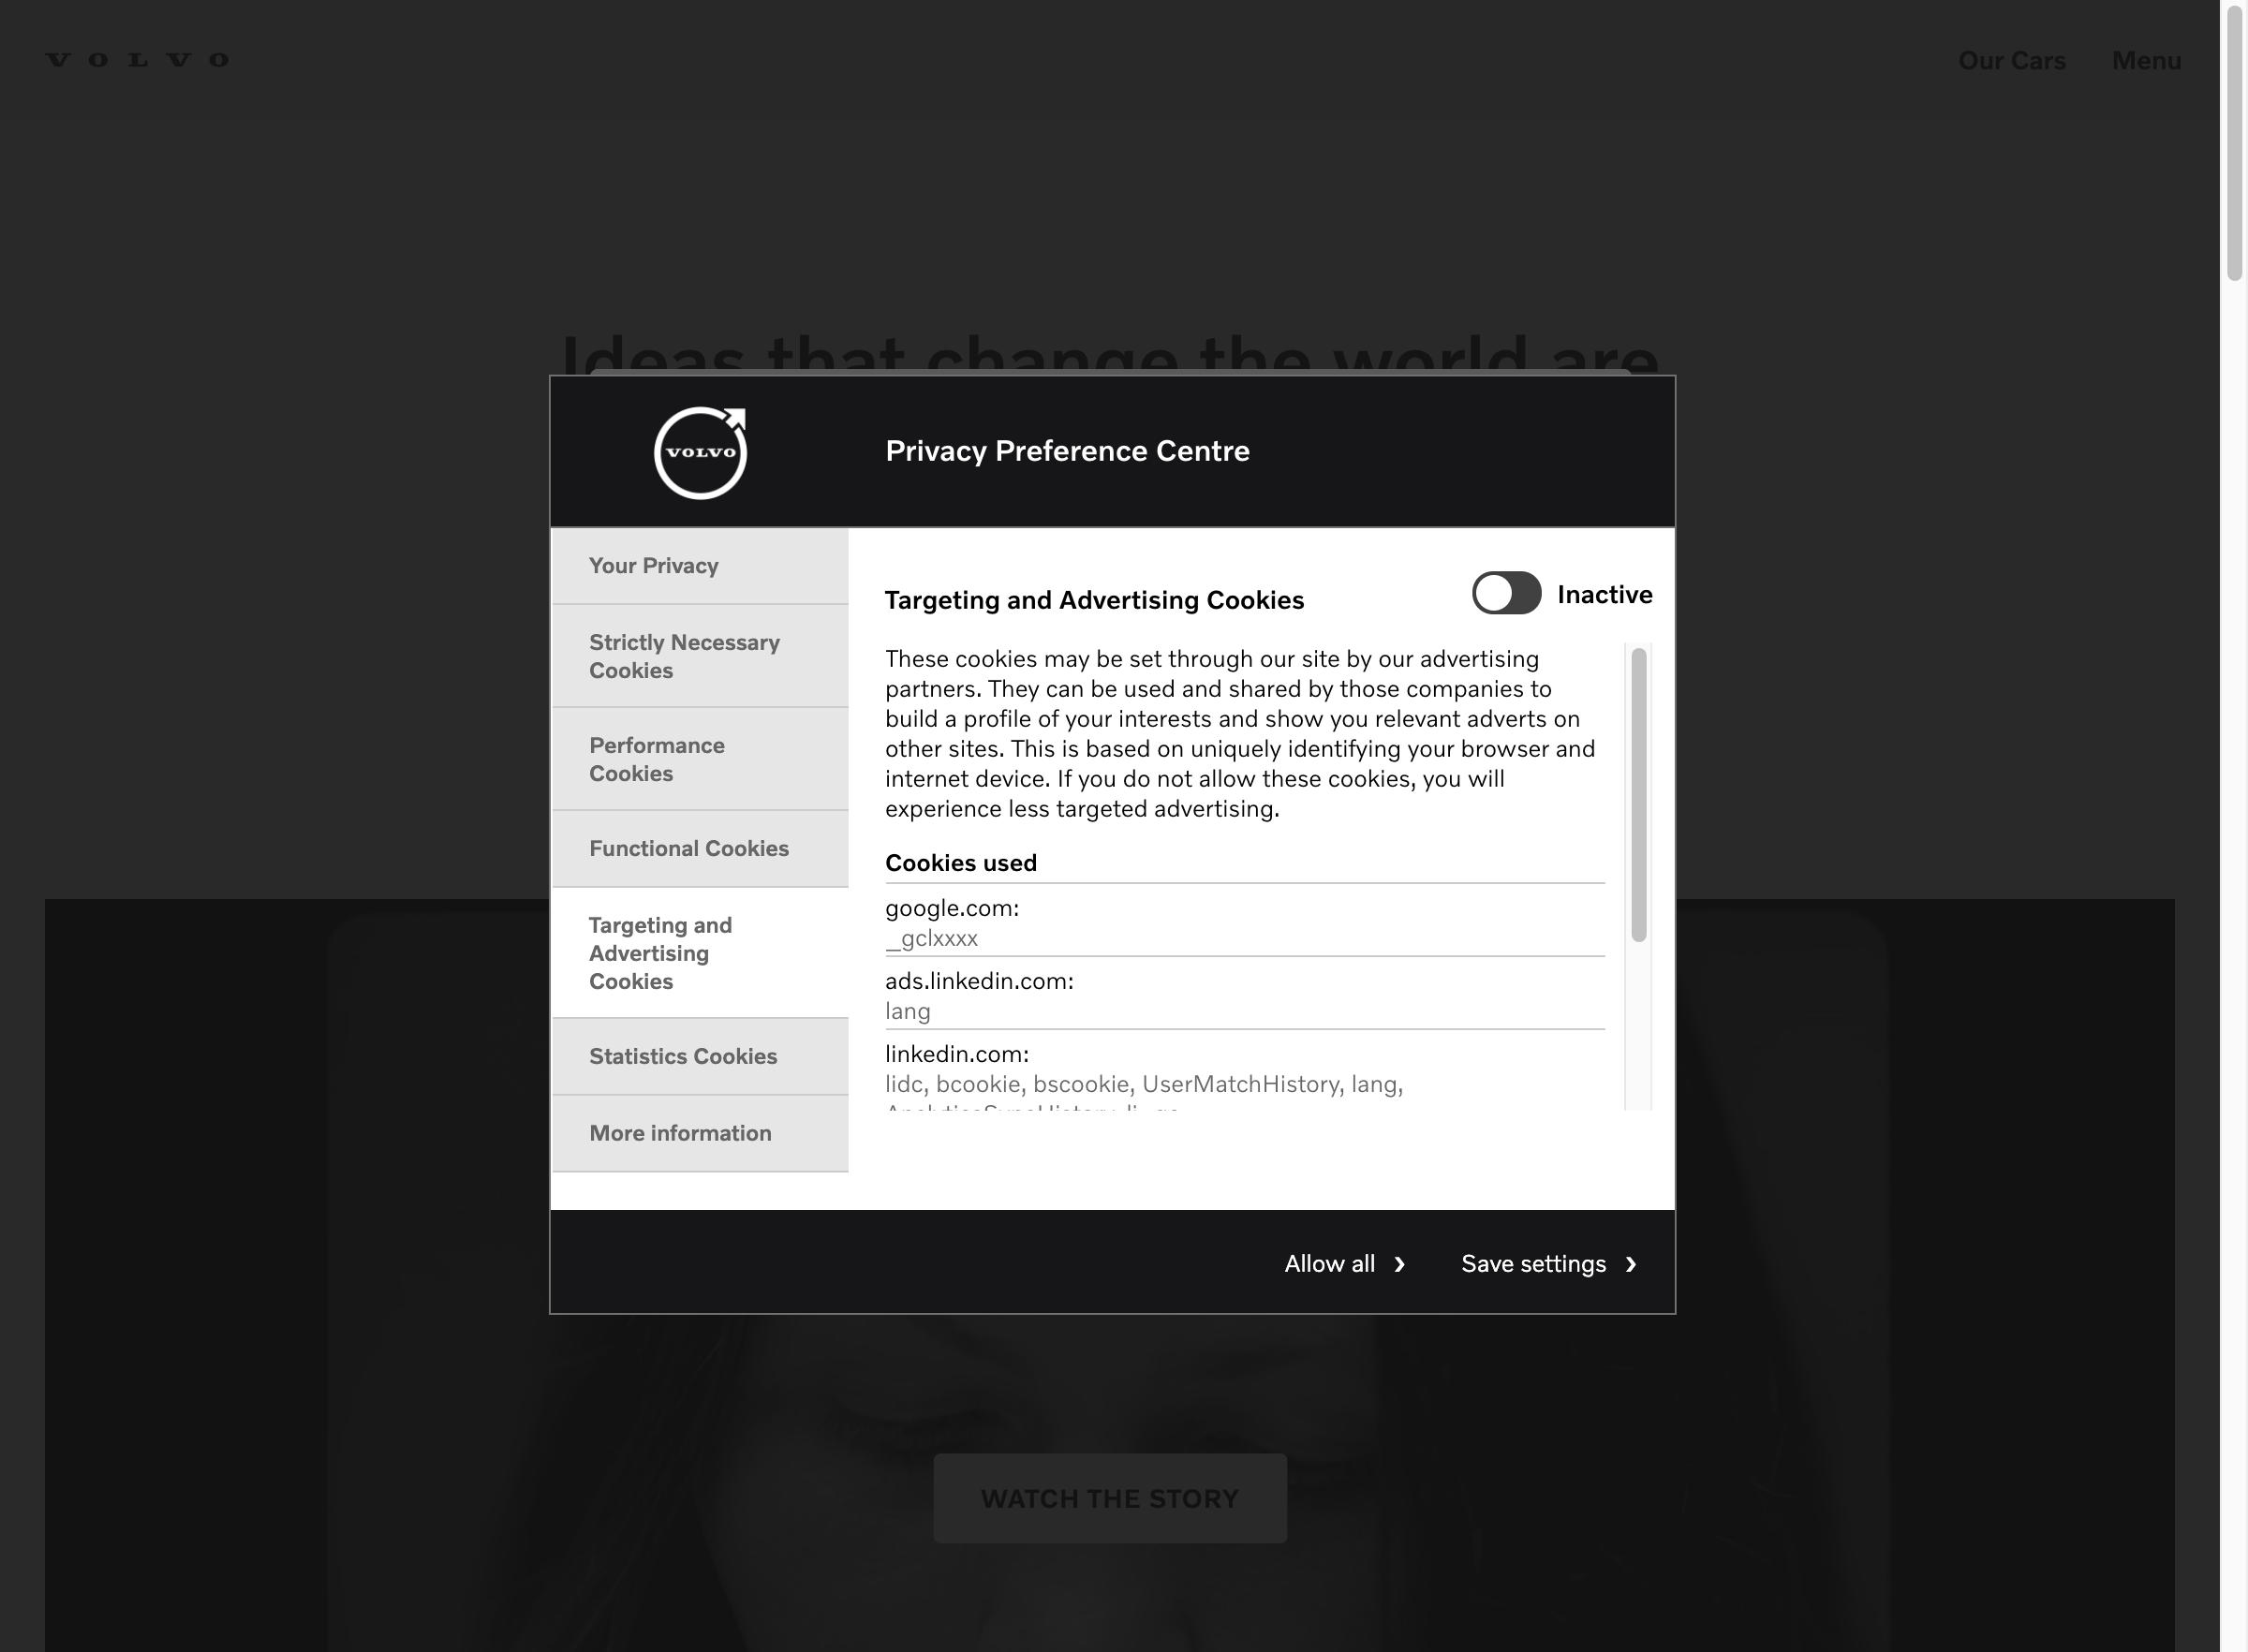 VOLVO
Our Cars
Menu
Ideas that change the world are
VOLVO
Privacy Preference Centre
Your Privacy
Strictly Necessary
Cookies
Performance
Cookies
Functional Cookies
Targeting and
Advertising
Cookies
Statistics Cookies
More information
Targeting and Advertising Cookies
Inactive
These cookies may be set through our site by our advertising
partners. They can be used and shared by those companies to
build a profile of your interests and show you relevant adverts on
other sites. This is based on uniquely identifying your browser and
internet device. If you do not allow these cookies, you will
experience less targeted advertising.
Cookies used
google.com:
_gclxxxx
ads.linkedin.com:
lang
linkedin.com:
lidc, bcookie, bscookie, UserMatchHistory, lang,
Allow all
Save settings
WATCH THE STORY